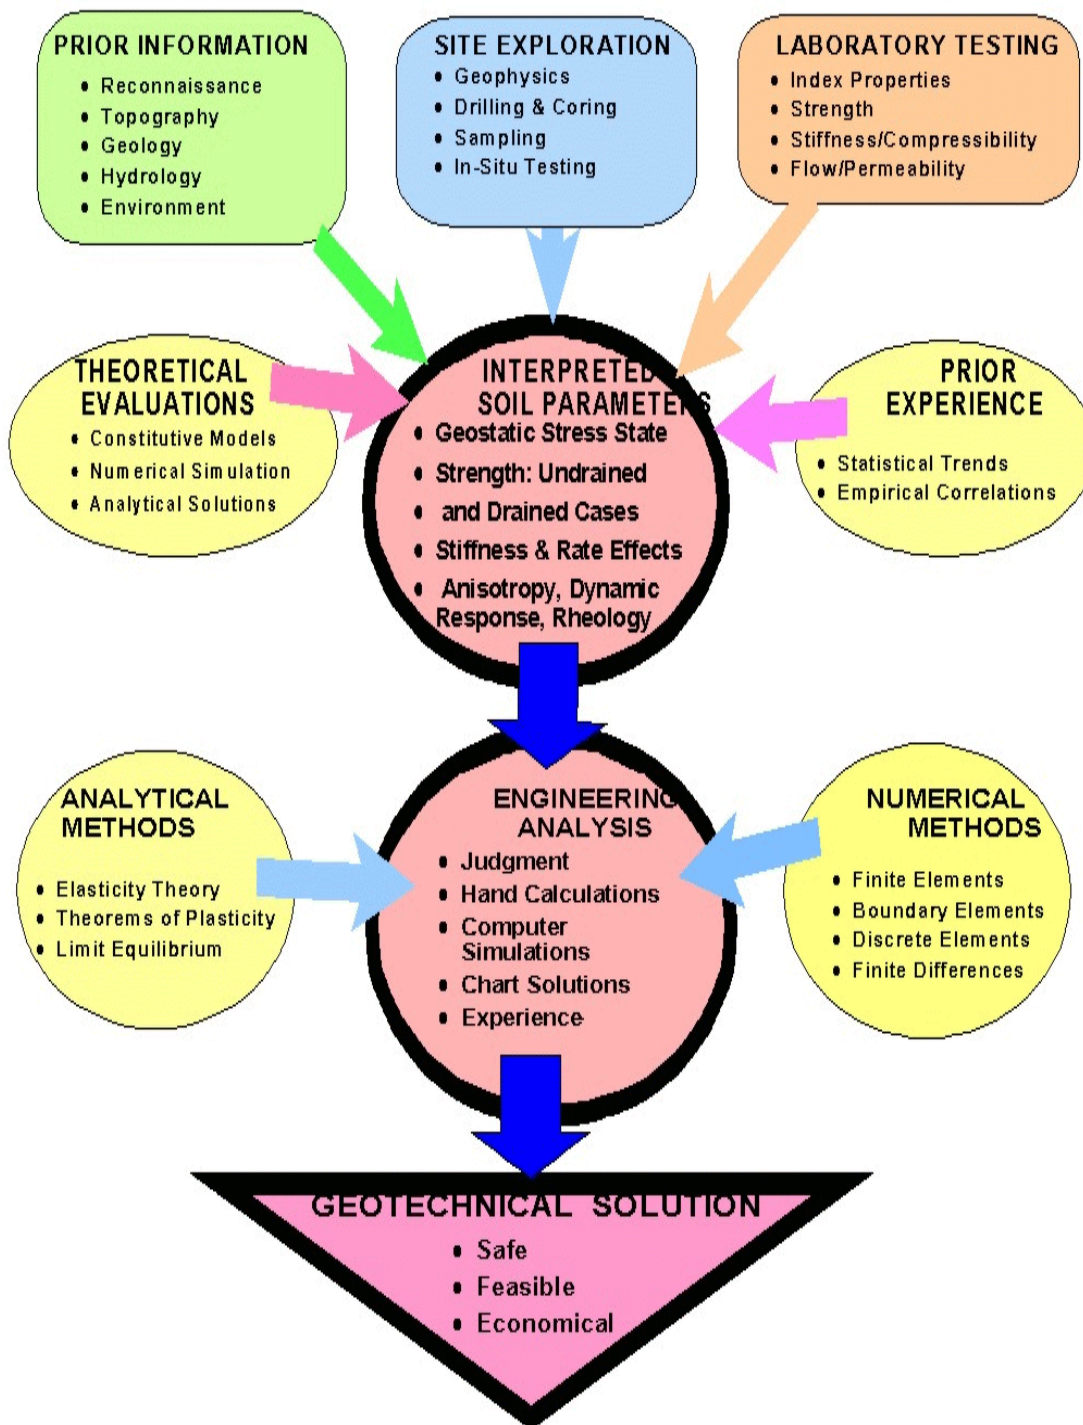 PRIOR INFORMATION
• Reconnaissance
• Topography
• Geology
• Hydrology
• Environment
SITE EXPLORATION
• Geophysics
• Drilling & Coring
• Sampling
• In-Situ Testing
LABORATORY TESTING
• Index Properties
• Strength
• Stiffness/Compressibility
• Flow/Permeability
THEORETICAL
EVALUATIONS
• Constitutive Models
• Numerical Simulation
• Analytical Solutions
INTERPRETED
SOIL PARAMETERS
• Geostatic Stress State
• Strength: Undrained
• and Drained Cases
• Stiffness & Rate Effects
• Anisotropy, Dynamic
Response, Rheology
PRIOR
EXPERIENCE
• Statistical Trends
• Empirical Correlations
ANALYTICAL
METHODS
• Elasticity Theory
• Theorems of Plasticity
• Limit Equilibrium
ENGINEERING
ANALYSIS
• Judgment
• Hand Calculations
• Computer
Simulations
• Chart Solutions
• Experience
NUMERICAL
METHODS
• Finite Elements
• Boundary Elements
• Discrete Elements
• Finite Differences
GEOTECHNICAL SOLUTION
• Safe
• Feasible
• Economical